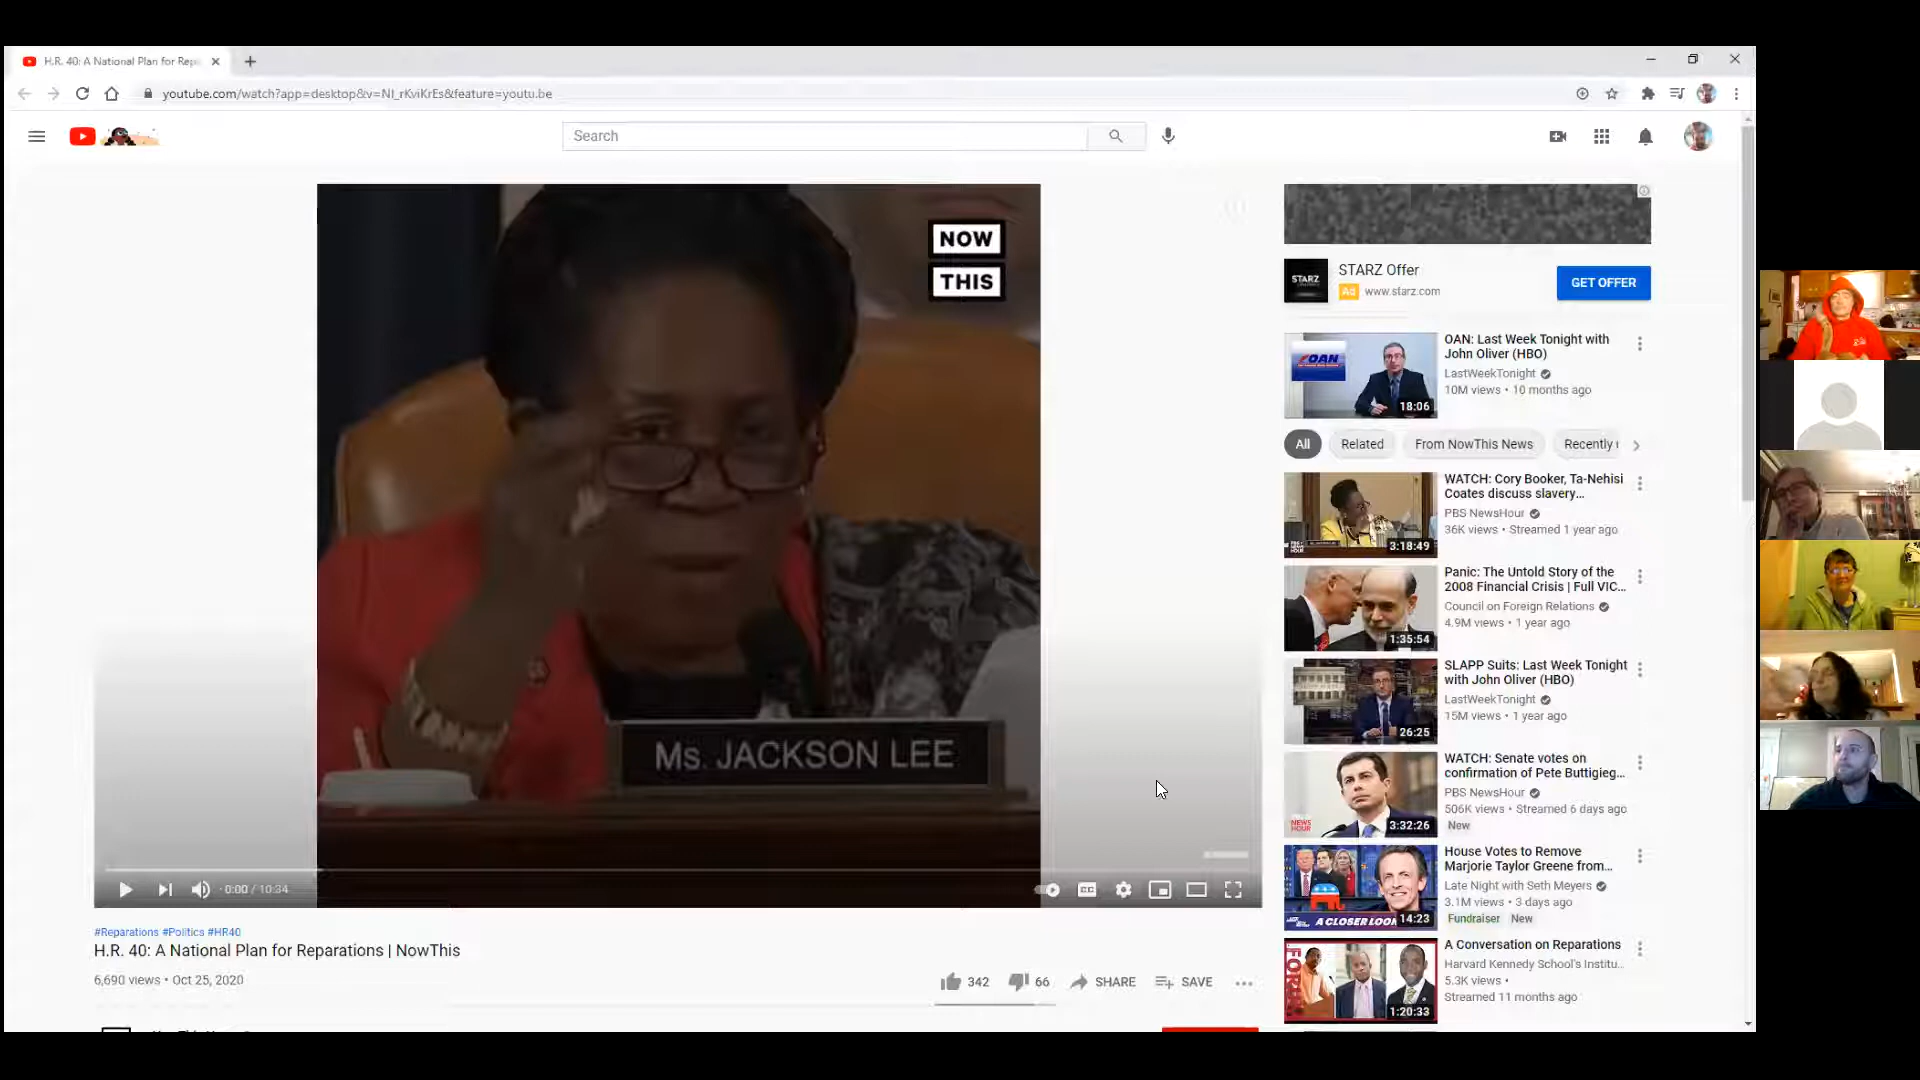 H.R. 40: A National Plan for Rep
youtube.com/watch?app=desktop&v=NI_rKviKrEs&feature=youtu.be
Search
NOW
THIS
Ms. JACKSON LEE
0:00 / 10:34
#Reparations #Politics #HR40
H.R. 40: A National Plan for Reparations | NowThis
6,690 views • Oct 25, 2020
342
66
SHARE
SAVE
STARZ
STARZ Offer
Ad www.starz.com
GET OFFER
OAN
18:06
OAN: Last Week Tonight with
John Oliver (HBO)
LastWeekTonight
10M views • 10 months ago
All
Related
From NowThis News
Recently
3:18:49
WATCH: Cory Booker, Ta-Nehisi
Coates discuss slavery...
PBS NewsHour
36K views • Streamed 1 year ago
1:35:54
Panic: The Untold Story of the
2008 Financial Crisis | Full VIC...
Council on Foreign Relations
4.9M views • 1 year ago
26:25
SLAPP Suits: Last Week Tonight
with John Oliver (HBO)
LastWeekTonight
15M views • 1 year ago
NEWS
HOUR
3:32:26
WATCH: Senate votes on
confirmation of Pete Buttigieg...
PBS NewsHour
506K views • Streamed 6 days ago
New
A CLOSER LOOK
14:23
House Votes to Remove
Marjorie Taylor Greene from...
Late Night with Seth Meyers
3.1M views • 3 days ago
Fundraiser New
FORUM
1:20:33
A Conversation on Reparations
Harvard Kennedy School's Institu...
5.3K views •
Streamed 11 months ago